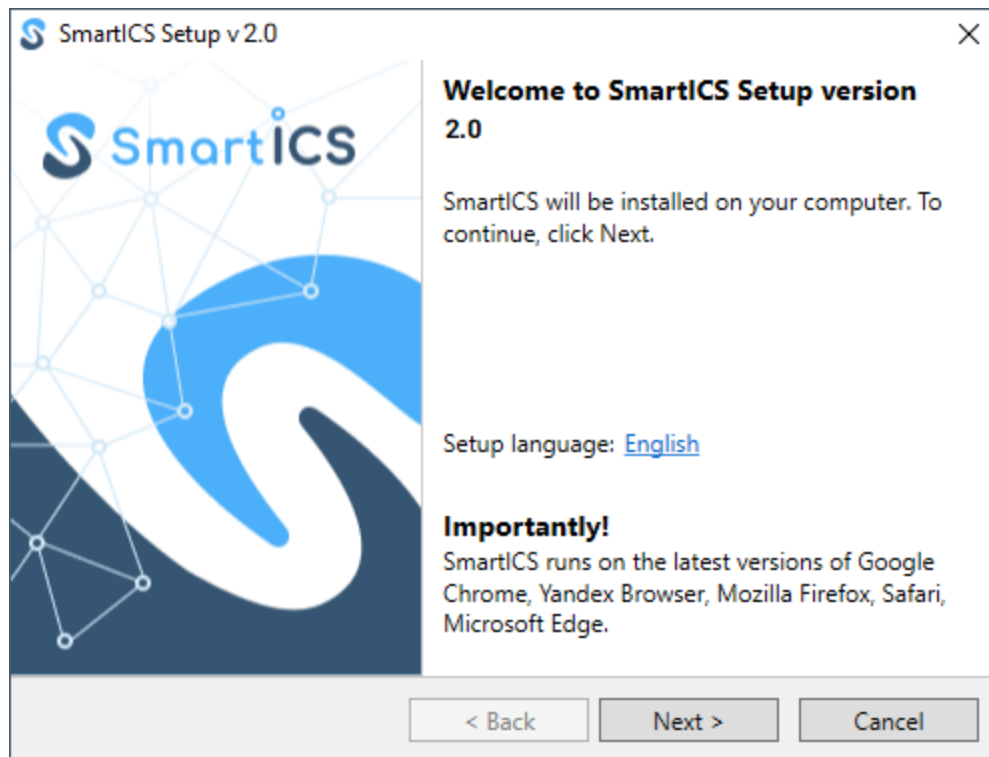 SmartICS Setup v 2.0
SmartICS
Welcome to SmartICS Setup version
2.0
SmartICS will be installed on your computer. To
continue, click Next.
Setup language: English
Importantly!
SmartICS runs on the latest versions of Google
Chrome, Yandex Browser, Mozilla Firefox, Safari,
Microsoft Edge.
< Back
Next >
Cancel